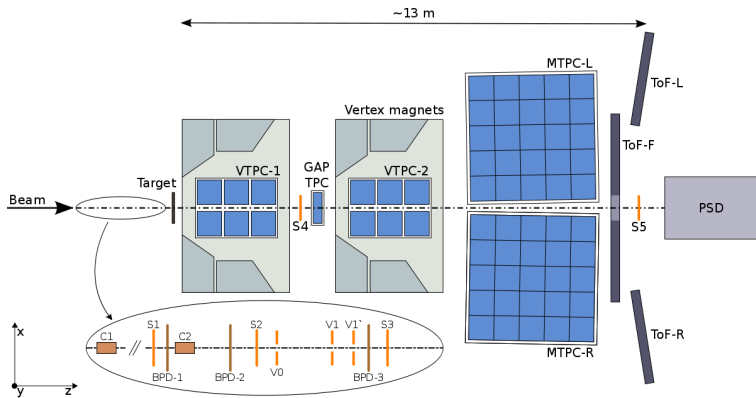 ~13 m
MTPC-L
ToF-L
Vertex magnets
ToF-F
GAP
TPC
VTPC-1
VTPC-2
Target
Beam
S4
S5
PSD
S1
S2
V1
V1`
S3
C1
C2
BPD-1
BPD-2
V0
BPD-3
MTPC-R
ToF-R
x
y
z